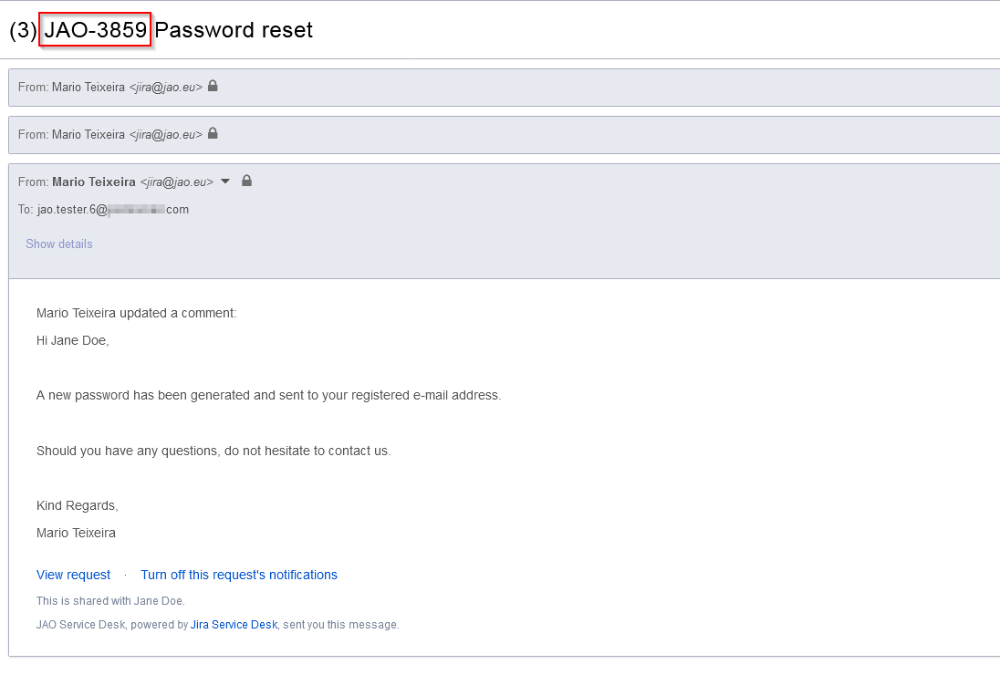 (3) JAO-3859 Password reset
From: Mario Teixeira <jira@jao.eu>
From: Mario Teixeira <jira@jao.eu>
From: Mario Teixeira <jira@jao.eu>
To: jao.tester.6@ com
Show details
Mario Teixeira updated a comment:
Hi Jane Doe,
A new password has been generated and sent to your registered e-mail address.
Should you have any questions, do not hesitate to contact us.
Kind Regards,
Mario Teixeira
View request · Turn off this request's notifications
This is shared with Jane Doe.
JAO Service Desk, powered by Jira Service Desk, sent you this message.